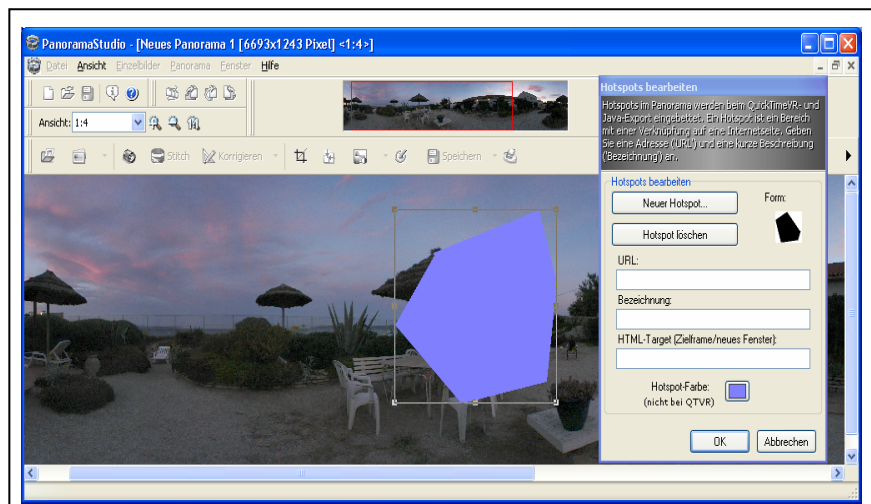 PanoramaStudio - [Neues Panorama 1 [6693x1243 Pixel] <1:4>]
Datei Ansicht Einzelbilder Panorama Fenster Hilfe
Ansicht: 1:4
Stitch Korrigieren Speichern
Hotspots bearbeiten
Hotspots im Panorama werden beim QuickTimeVR- und
Java-Export eingebettet. Ein Hotspot ist ein Bereich
mit einer Verknüpfung auf eine Internetseite. Geben
Sie eine Adresse ('URL') und eine kurze Beschreibung
('Bezeichnung') an.
Hotspots bearbeiten
Neuer Hotspot...
Form:
Hotspot löschen
URL:
Bezeichnung:
HTML-Target (Zielframe/neues Fenster):
Hotspot-Farbe:
(nicht bei QTVR)
OK Abbrechen